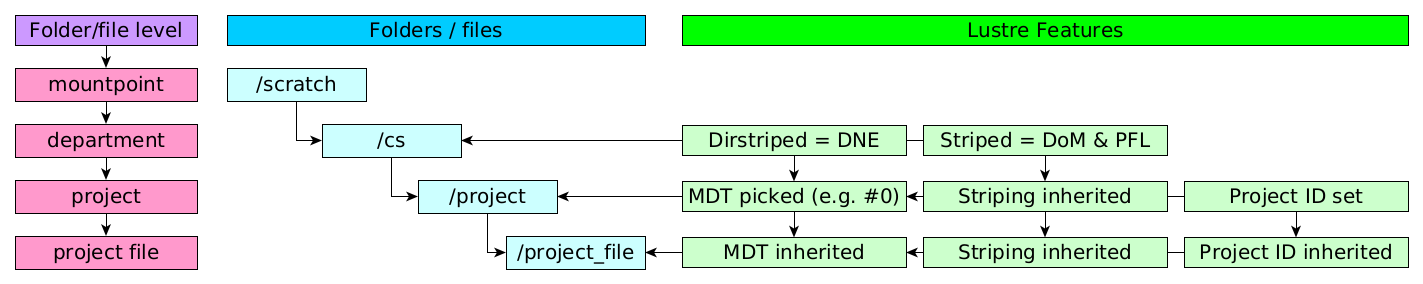 Folder/file level
Folders / files
Lustre Features
mountpoint
/scratch
department
/cs
Dirstriped = DNE
Striped = DoM & PFL
project
/project
MDT picked (e.g. #0)
Striping inherited
Project ID set
project file
/project_file
MDT inherited
Striping inherited
Project ID inherited